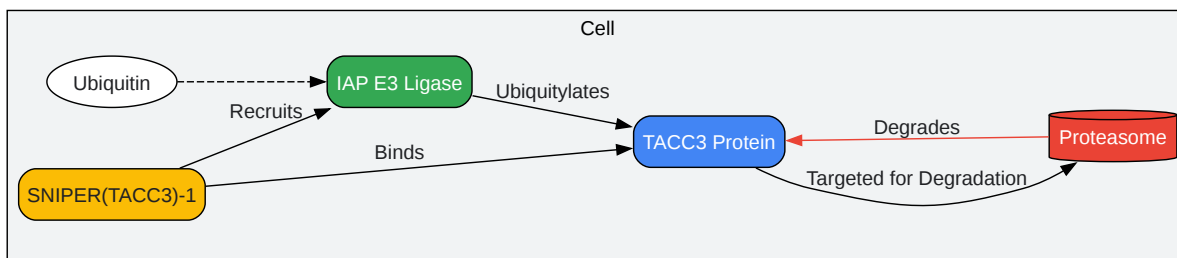 Cell
Ubiquitin
IAP E3 Ligase
Ubiquitylates
Recruits
TACC3 Protein
Degrades
Proteasome
Binds
Targeted for Degradation
SNIPER(TACC3)-1